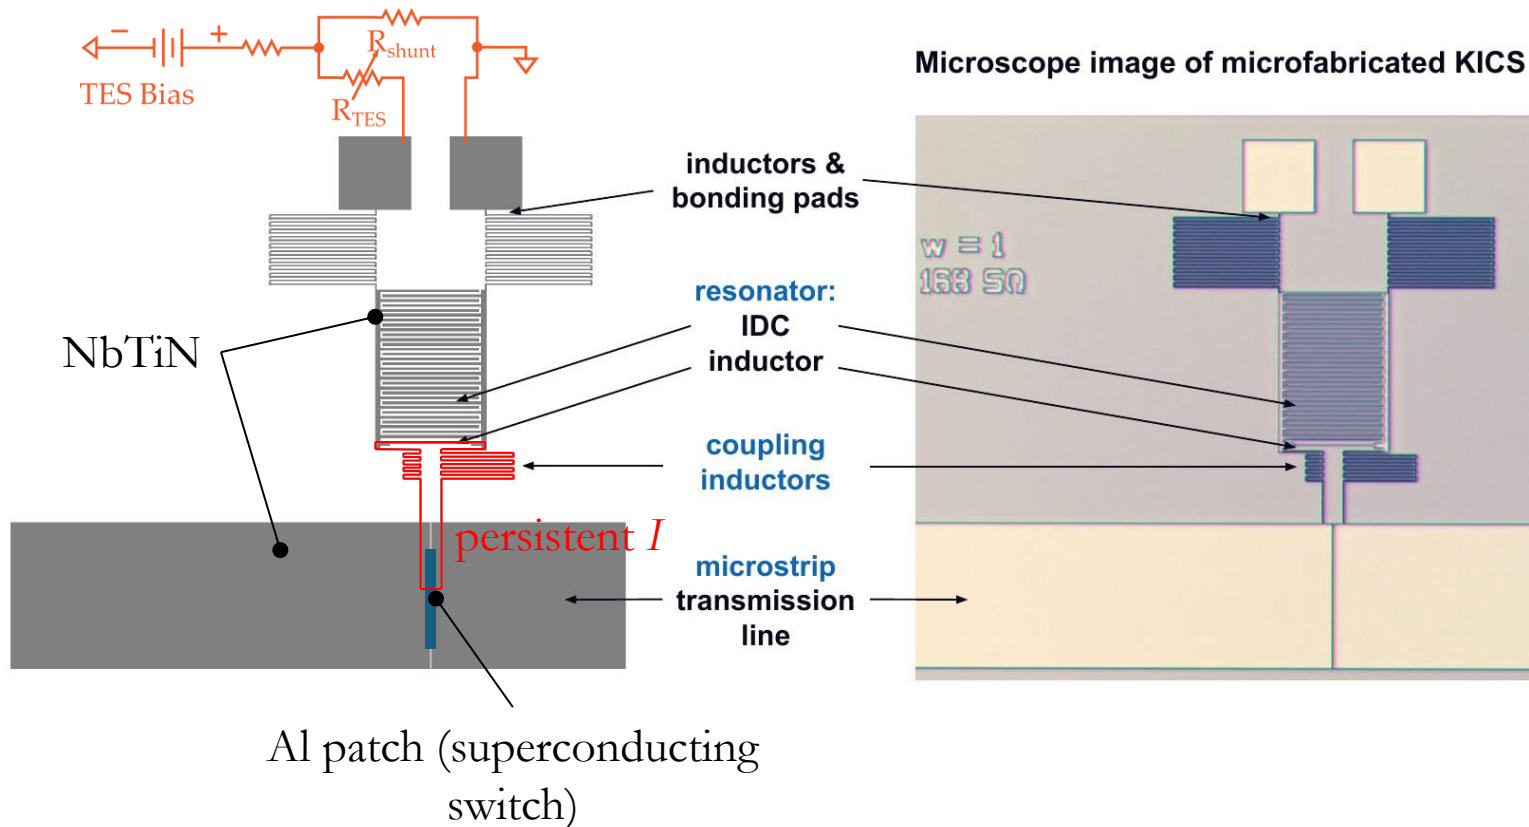 − +
R_shunt
TES Bias
R_TES
Microscope image of microfabricated KICS
inductors &
bonding pads
w = 1
168 5Ω
resonator:
IDC
inductor
NbTiN
coupling
inductors
persistent I
microstrip
transmission
line
Al patch (superconducting
switch)